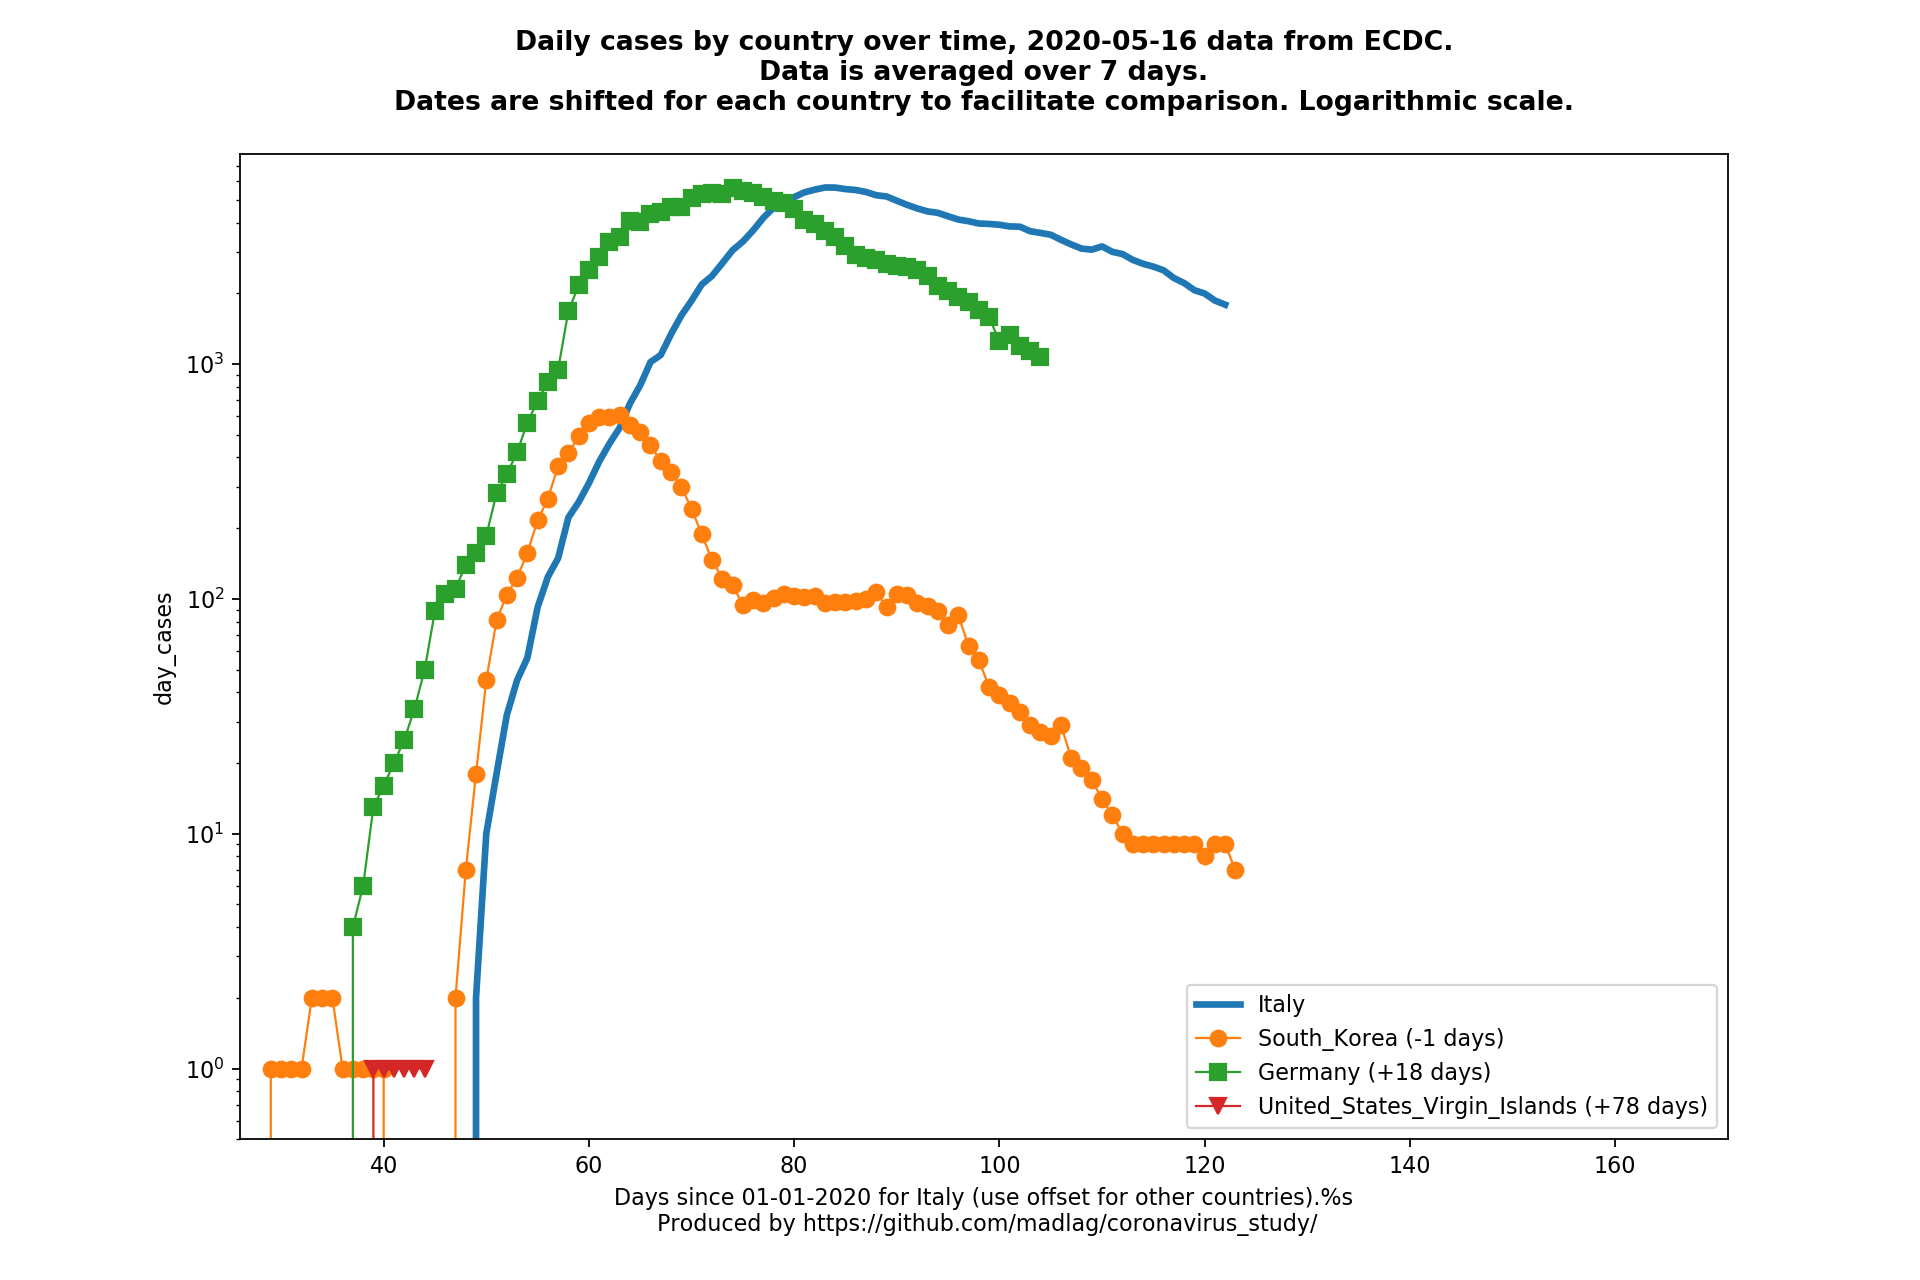 Daily cases by country over time, 2020-05-16 data from ECDC.
Data is averaged over 7 days.
Dates are shifted for each country to facilitate comparison. Logarithmic scale.
day_cases
10³
10²
10¹
10⁰
Italy
South_Korea (-1 days)
Germany (+18 days)
United_States_Virgin_Islands (+78 days)
40 60 80 100 120 140 160
Days since 01-01-2020 for Italy (use offset for other countries).%s
Produced by https://github.com/madlag/coronavirus_study/